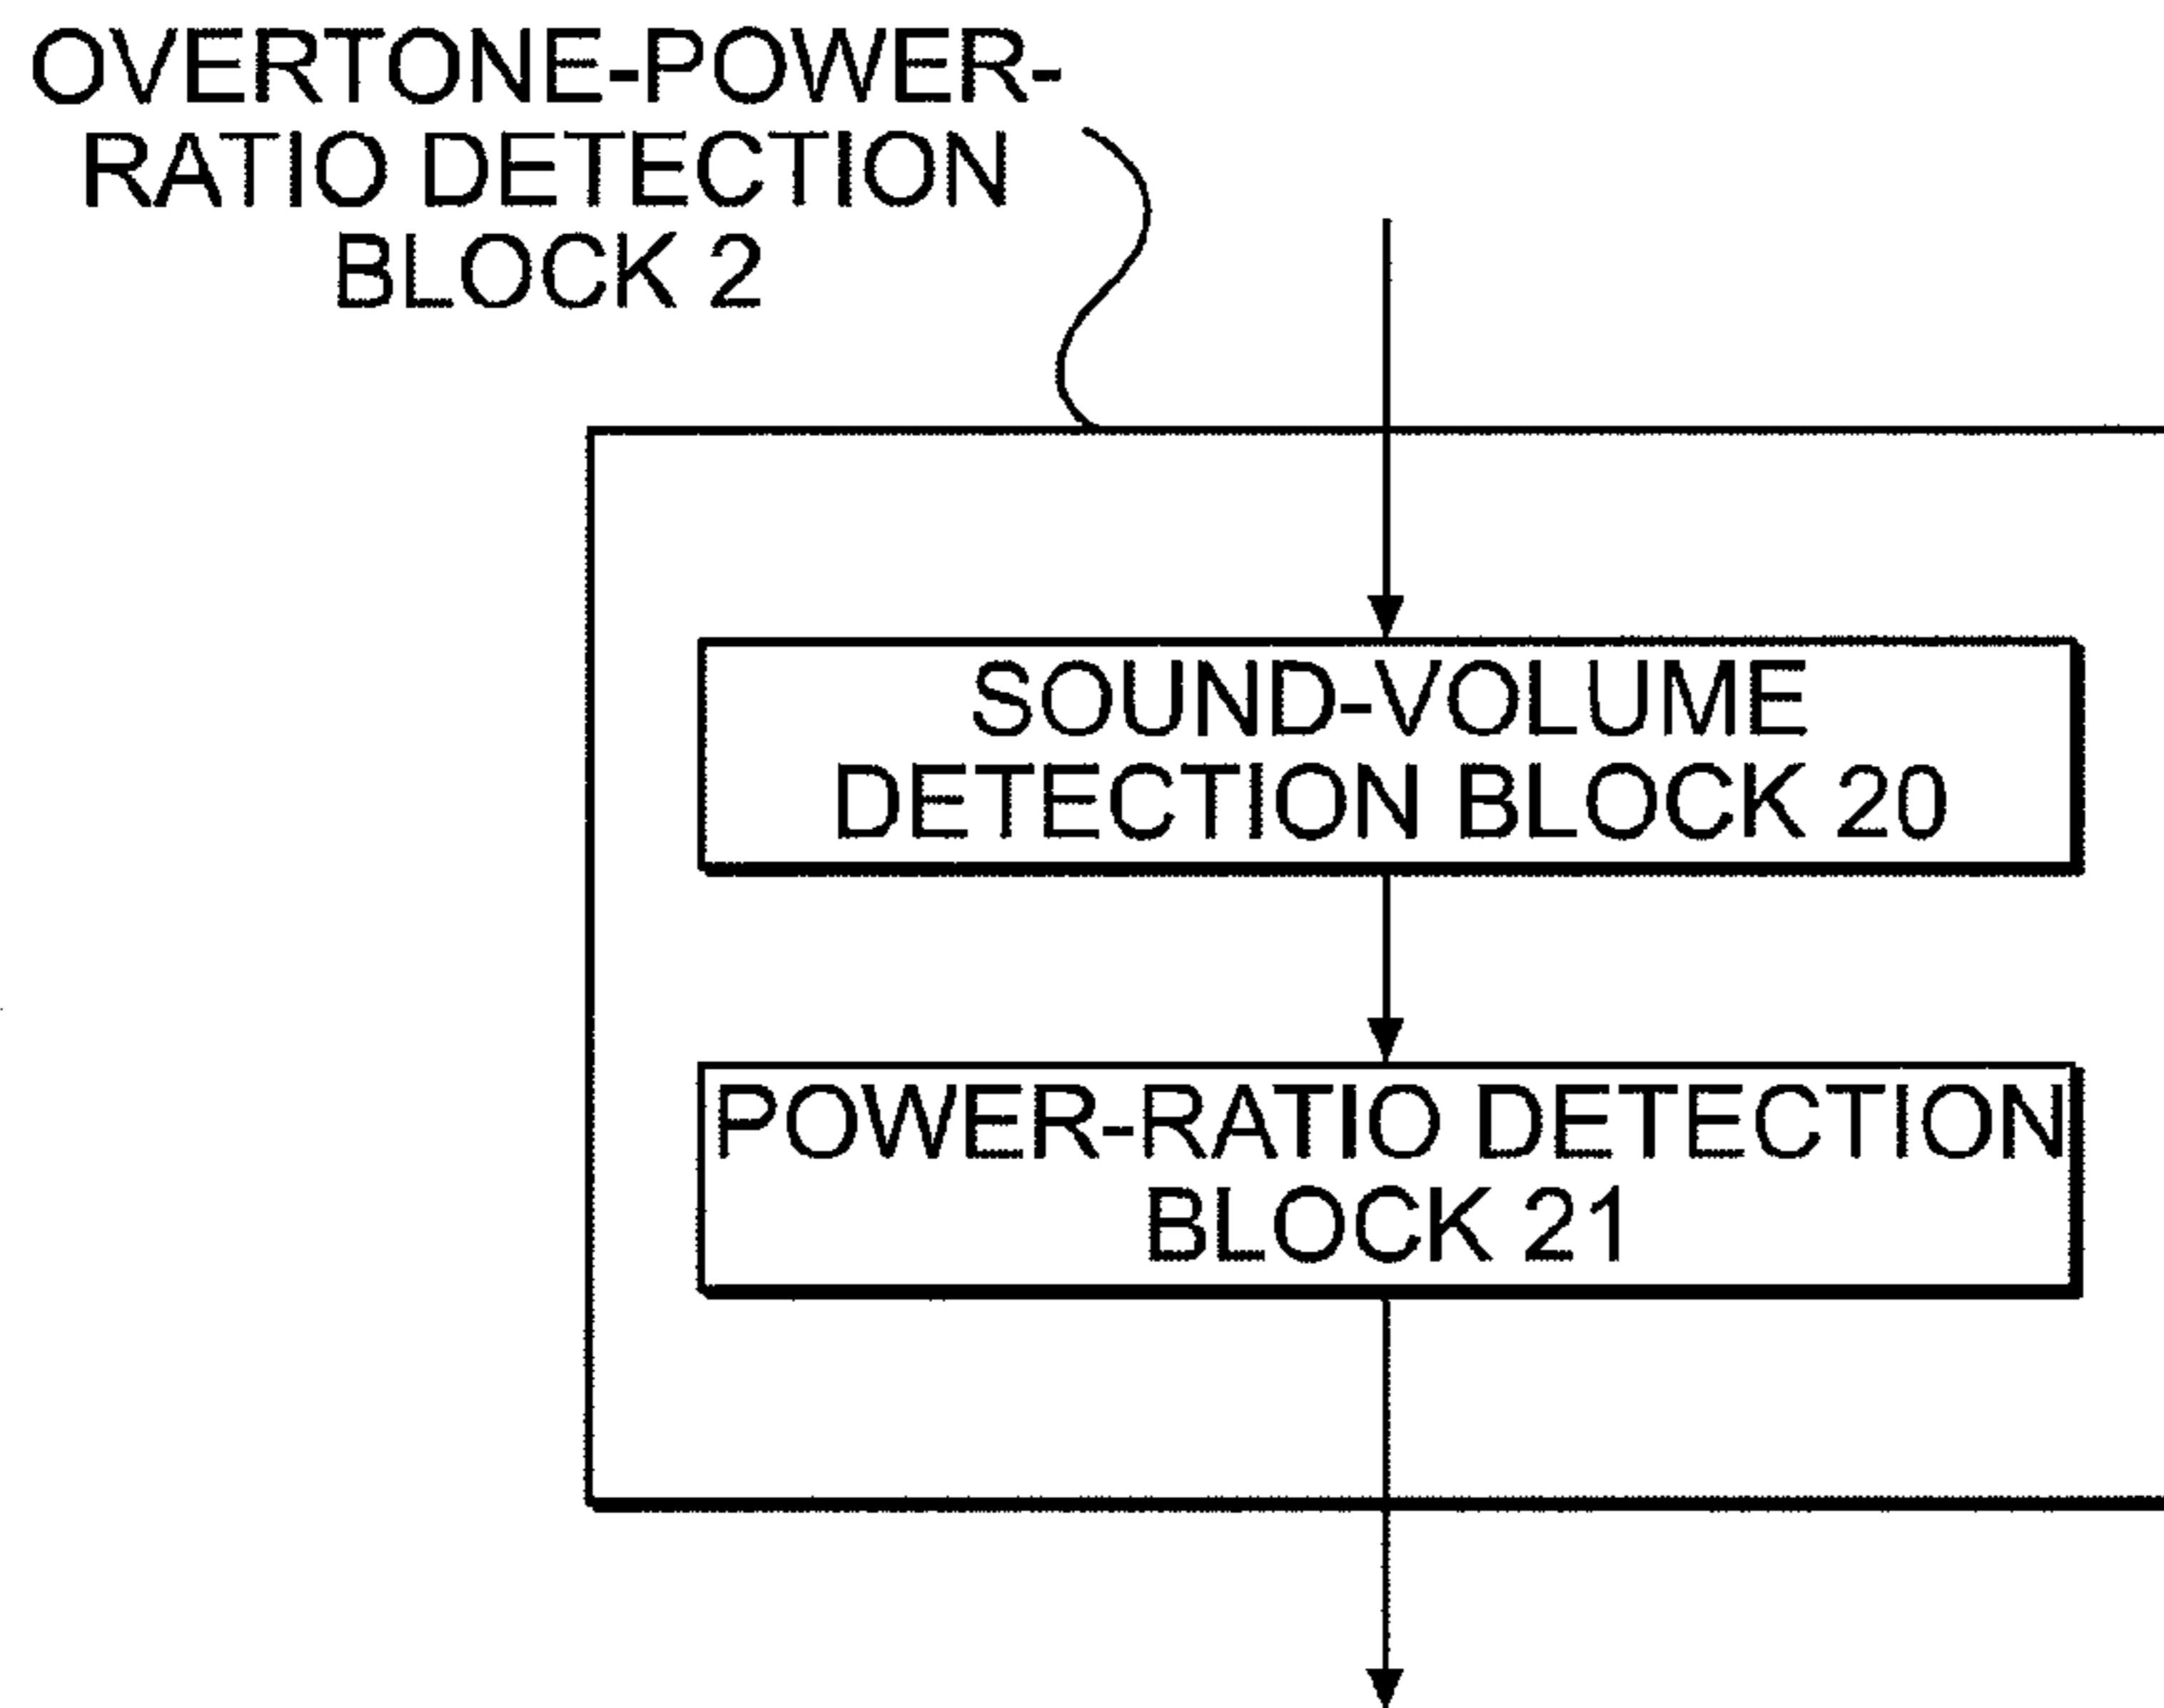 OVERTONE-POWER-
RATIO DETECTION
BLOCK 2
SOUND-VOLUME
DETECTION BLOCK 20
POWER-RATIO DETECTION
BLOCK 21